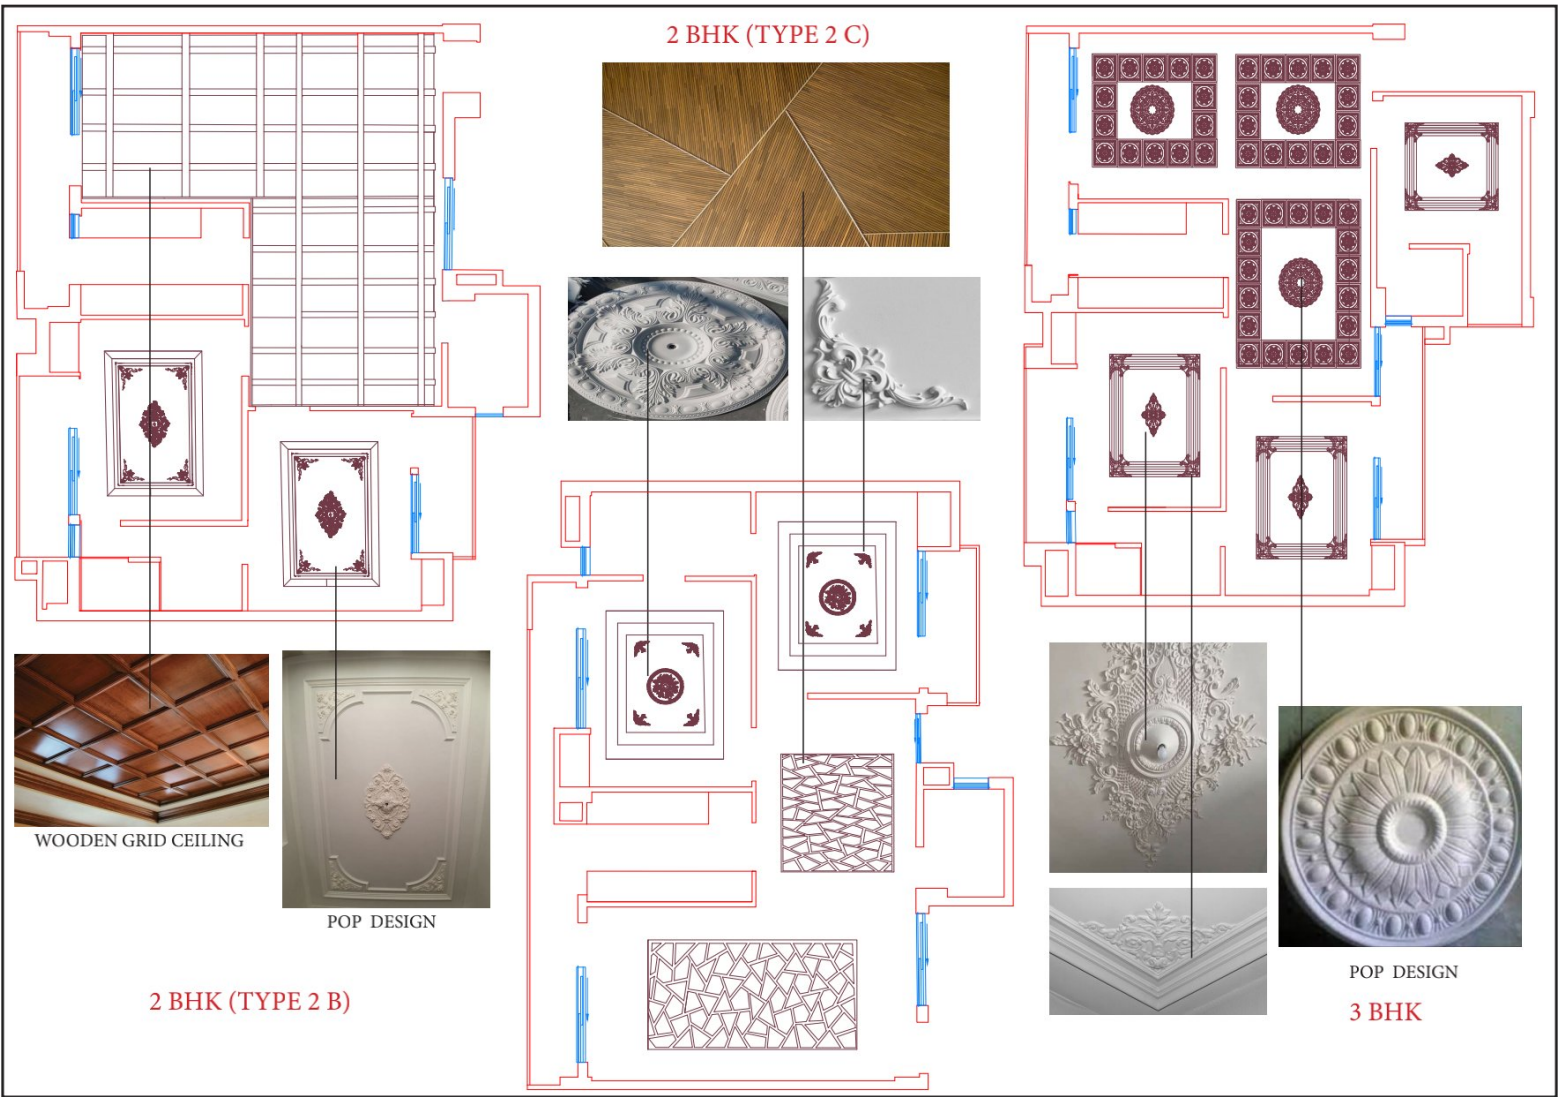 2 BHK (TYPE 2 C)
WOODEN GRID CEILING
POP DESIGN
2 BHK (TYPE 2 B)
POP DESIGN
3 BHK